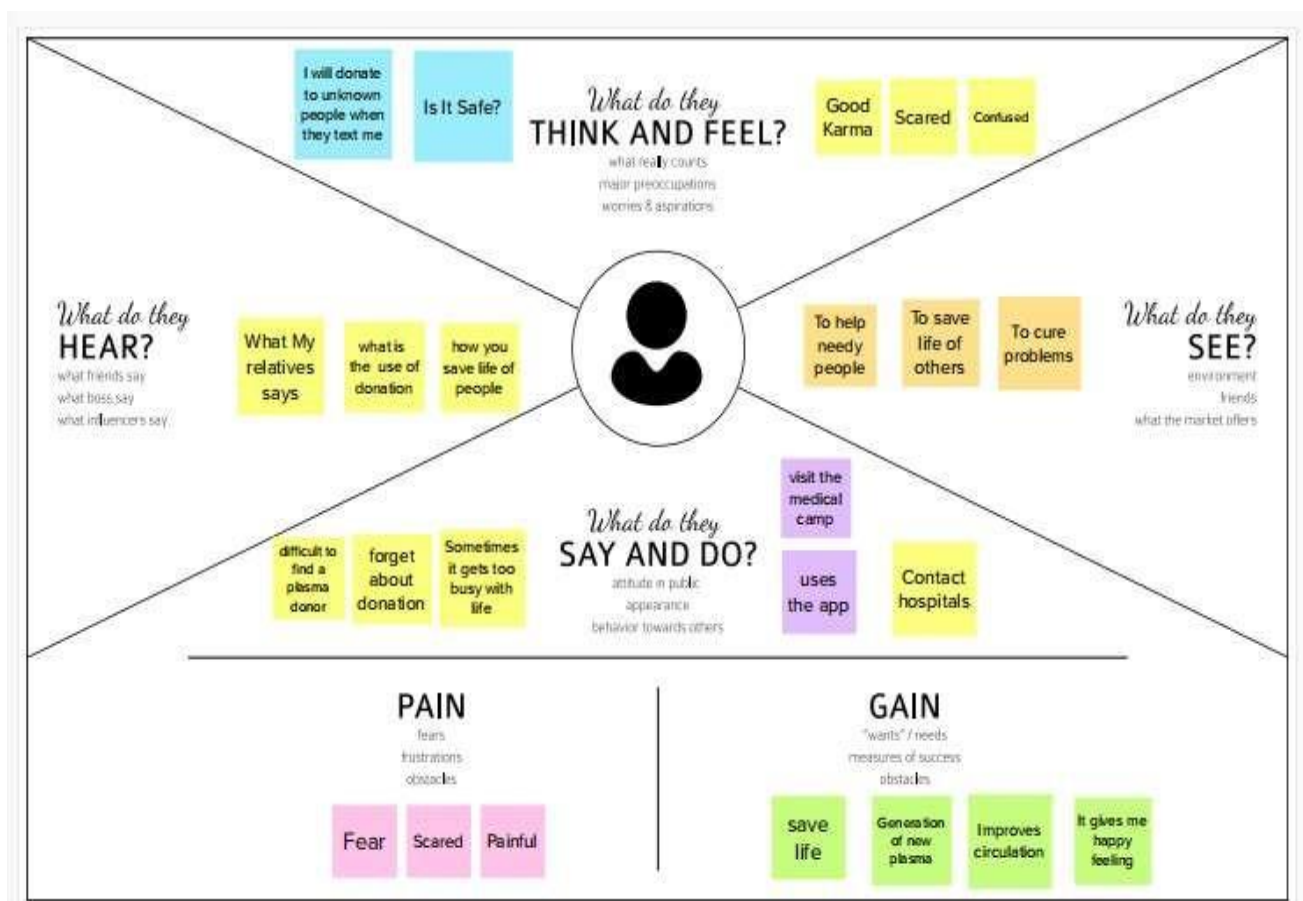 I will donate
to unknown
people when
they text me
Is It Safe?
What do they
THINK AND FEEL?
what really counts
major preoccupations
worries & aspirations
Good
Karma
Scared
Confused
What do they
HEAR?
what friends say
what boss say
what influencers say
What My
relatives
says
what is
the use of
donation
how you
save life of
people
To help
needy
people
To save
life of
others
To cure
problems
What do they
SEE?
environment
friends
what the market offers
difficult to
find a
plasma
donor
forget
about
donation
Sometimes
it gets too
busy with
life
What do they
SAY AND DO?
attitude in public
appearance
behavior towards others
visit the
medical
camp
uses
the app
Contact
hospitals
PAIN
fears
frustrations
obstacles
Fear
Scared
Painful
GAIN
"wants" / needs
measures of success
obstacles
save
life
Generation
of new
plasma
Improves
circulation
It gives me
happy
feeling